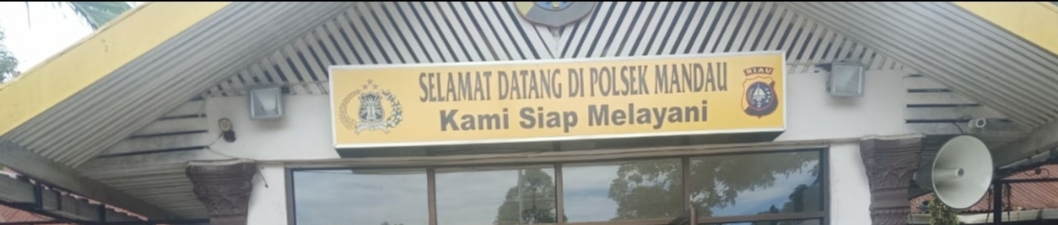 SELAMAT DATANG DI POLSEK MANDAU
Kami Siap Melayani
RIAU